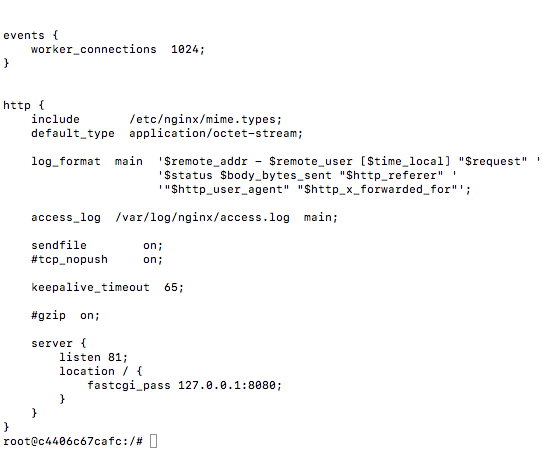 events {
    worker_connections  1024;
}
http {
    include       /etc/nginx/mime.types;
    default_type  application/octet-stream;
    log_format  main  '$remote_addr - $remote_user [$time_local] "$request" '
                      '$status $body_bytes_sent "$http_referer" '
                      '"$http_user_agent" "$http_x_forwarded_for"';
    access_log  /var/log/nginx/access.log  main;
    sendfile        on;
    #tcp_nopush     on;
    keepalive_timeout  65;
    #gzip  on;
    server {
        listen 81;
        location / {
            fastcgi_pass 127.0.0.1:8080;
        }
    }
}
root@c4406c67cafc:/#